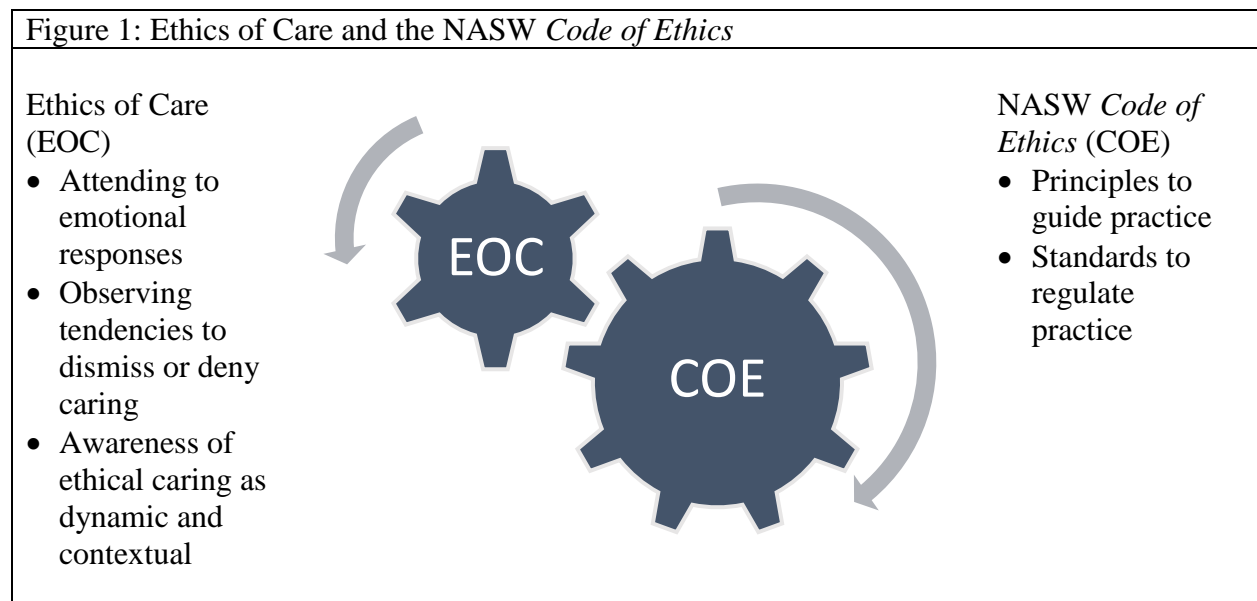 Figure 1: Ethics of Care and the NASW Code of Ethics
Ethics of Care
(EOC)
• Attending to
emotional
responses
• Observing
tendencies to
dismiss or deny
caring
• Awareness of
ethical caring as
dynamic and
contextual
EOC
COE
NASW Code of
Ethics (COE)
• Principles to
guide practice
• Standards to
regulate
practice